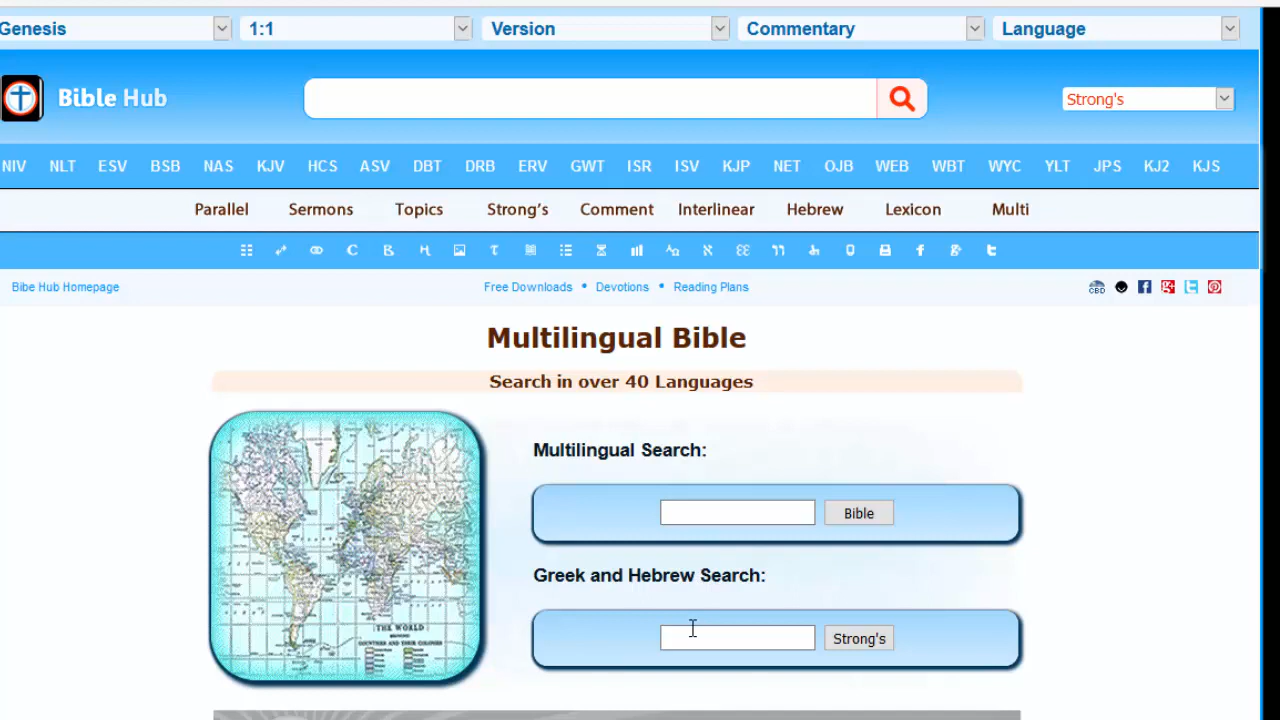 Genesis 1:1 Version Commentary Language
Bible Hub Strong's
NIV NLT ESV BSB NAS KJV HCS ASV DBT DRB ERV GWT ISR ISV KJP NET OJB WEB WBT WYC YLT JPS KJ2 KJS
Parallel Sermons Topics Strong's Comment Interlinear Hebrew Lexicon Multi
Bibe Hub Homepage Free Downloads • Devotions • Reading Plans CBD
Multilingual Bible
Search in over 40 Languages
Multilingual Search:
Bible
Greek and Hebrew Search:
Strong's
THE WORLD